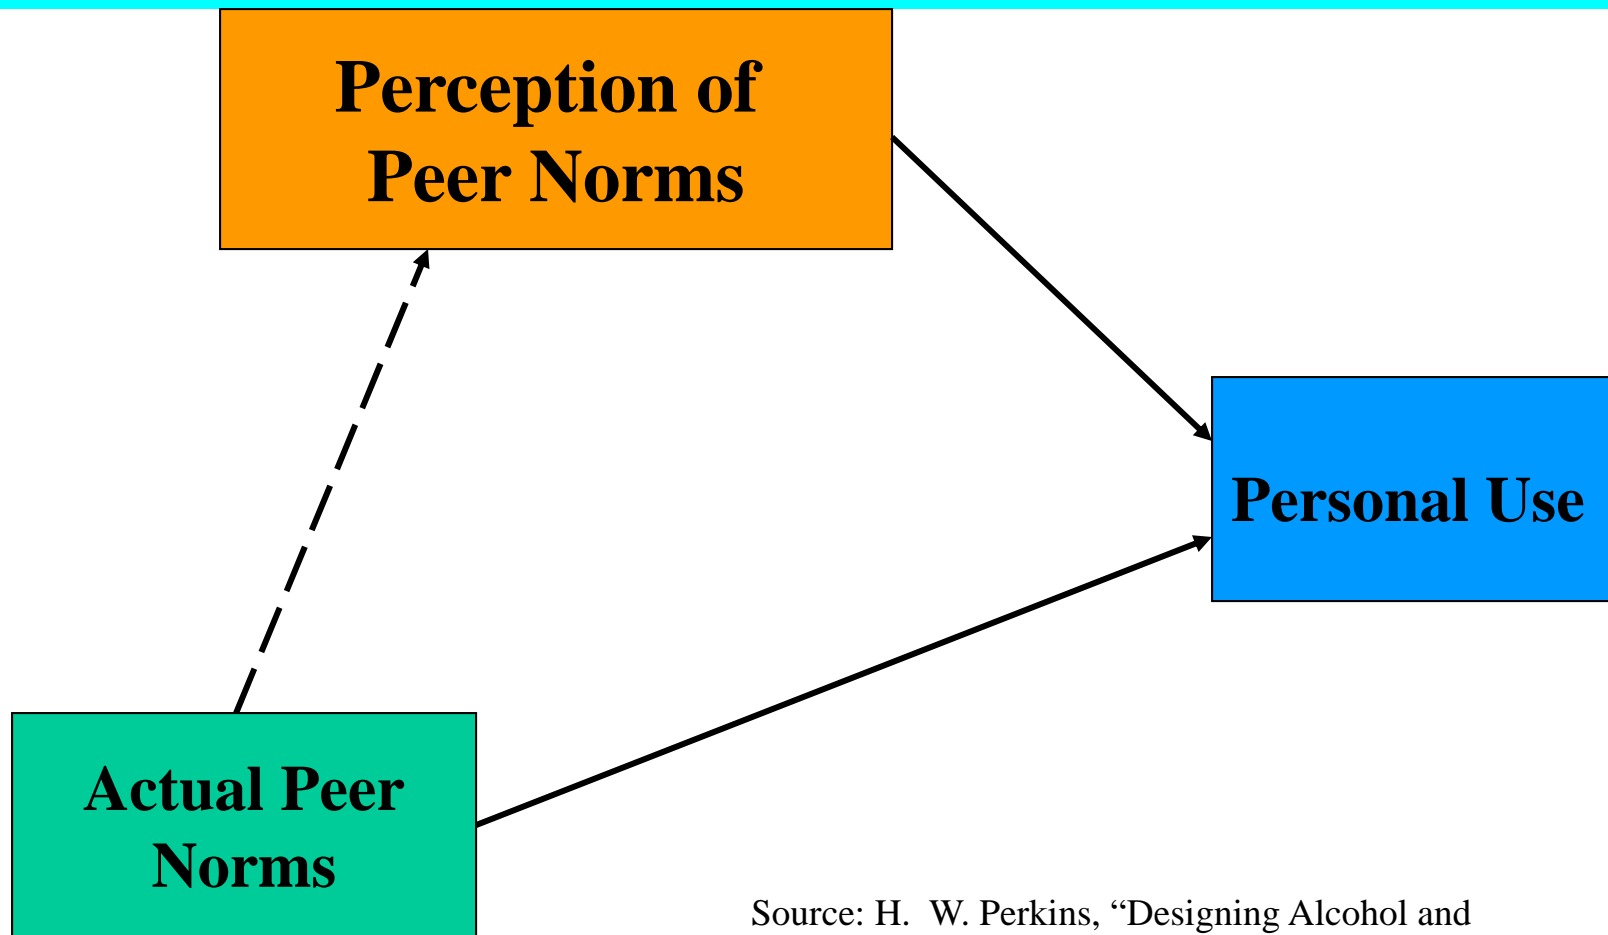 Perception of
Peer Norms
Personal Use
Actual Peer
Norms
Source: H. W. Perkins, “Designing Alcohol and